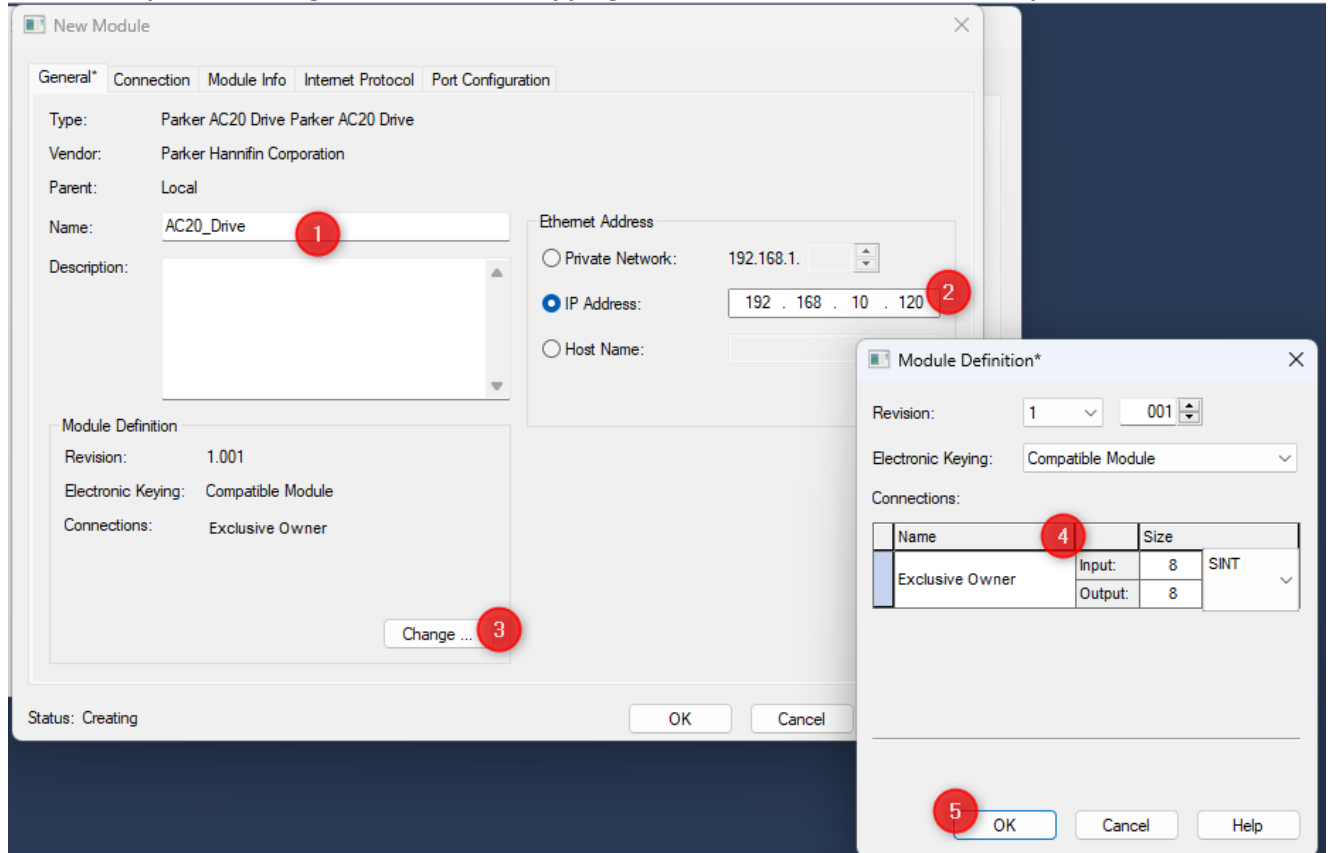 New Module
General* Connection Module Info Internet Protocol Port Configuration
Type: Parker AC20 Drive Parker AC20 Drive
Vendor: Parker Hannifin Corporation
Parent: Local
Name: AC20_Drive 1
Description:
Ethernet Address
Private Network: 192.168.1.
IP Address: 192 . 168 . 10 . 120 2
Host Name:
Module Definition
Revision: 1.001
Electronic Keying: Compatible Module
Connections: Exclusive Owner
Change ... 3
Status: Creating
OK Cancel
Module Definition*
Revision: 1 001
Electronic Keying: Compatible Module
Connections:
Name 4 Size
Exclusive Owner Input: 8 SINT
Output: 8
5 OK Cancel Help